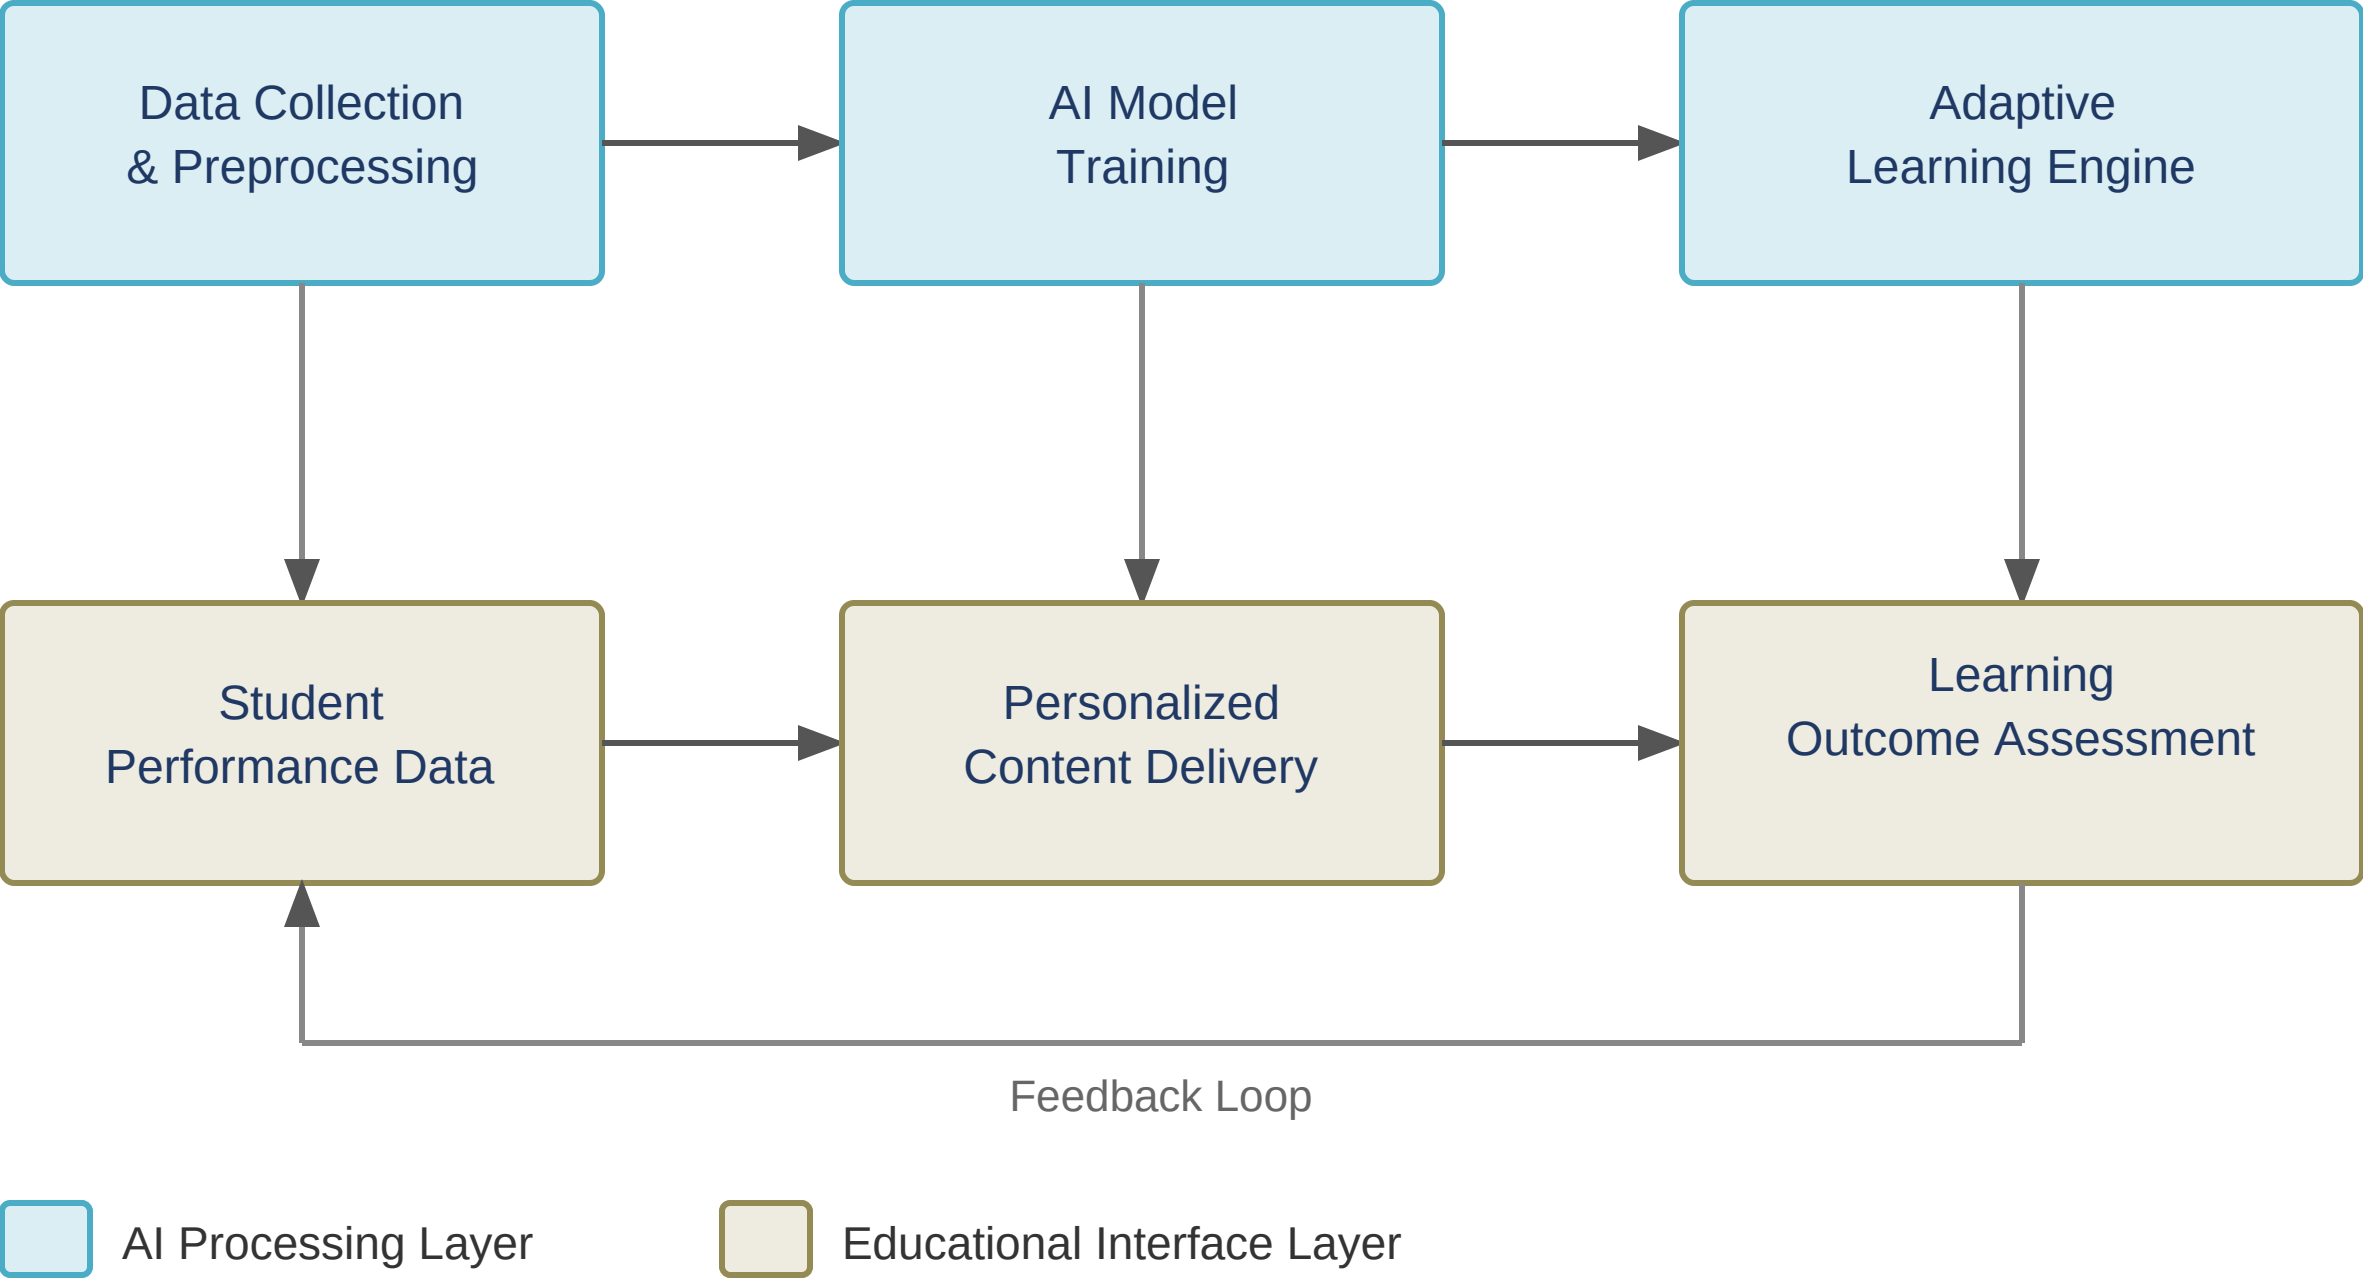 Data Collection
& Preprocessing
AI Model
Training
Adaptive
Learning Engine
Student
Performance Data
Personalized
Content Delivery
Learning
Outcome Assessment
Feedback Loop
AI Processing Layer
Educational Interface Layer